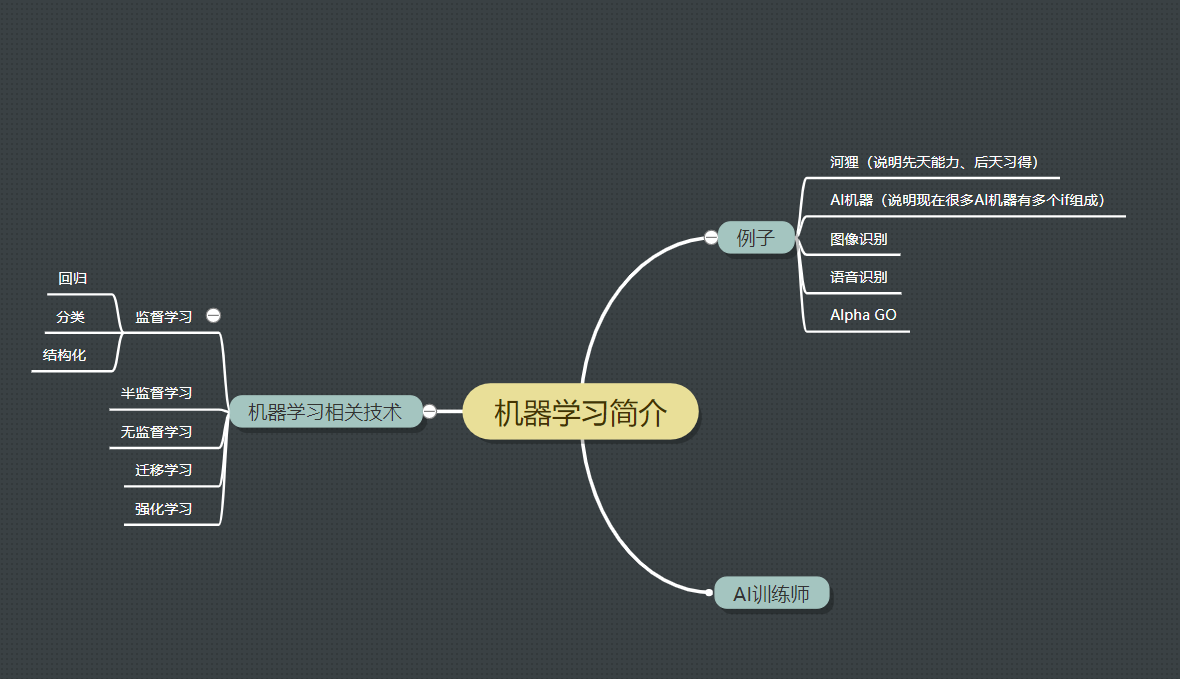 机器学习简介
例子
河狸（说明先天能力、后天习得）
AI机器（说明现在很多AI机器有多个if组成）
图像识别
语音识别
Alpha GO
AI训练师
机器学习相关技术
监督学习
回归
分类
结构化
半监督学习
无监督学习
迁移学习
强化学习